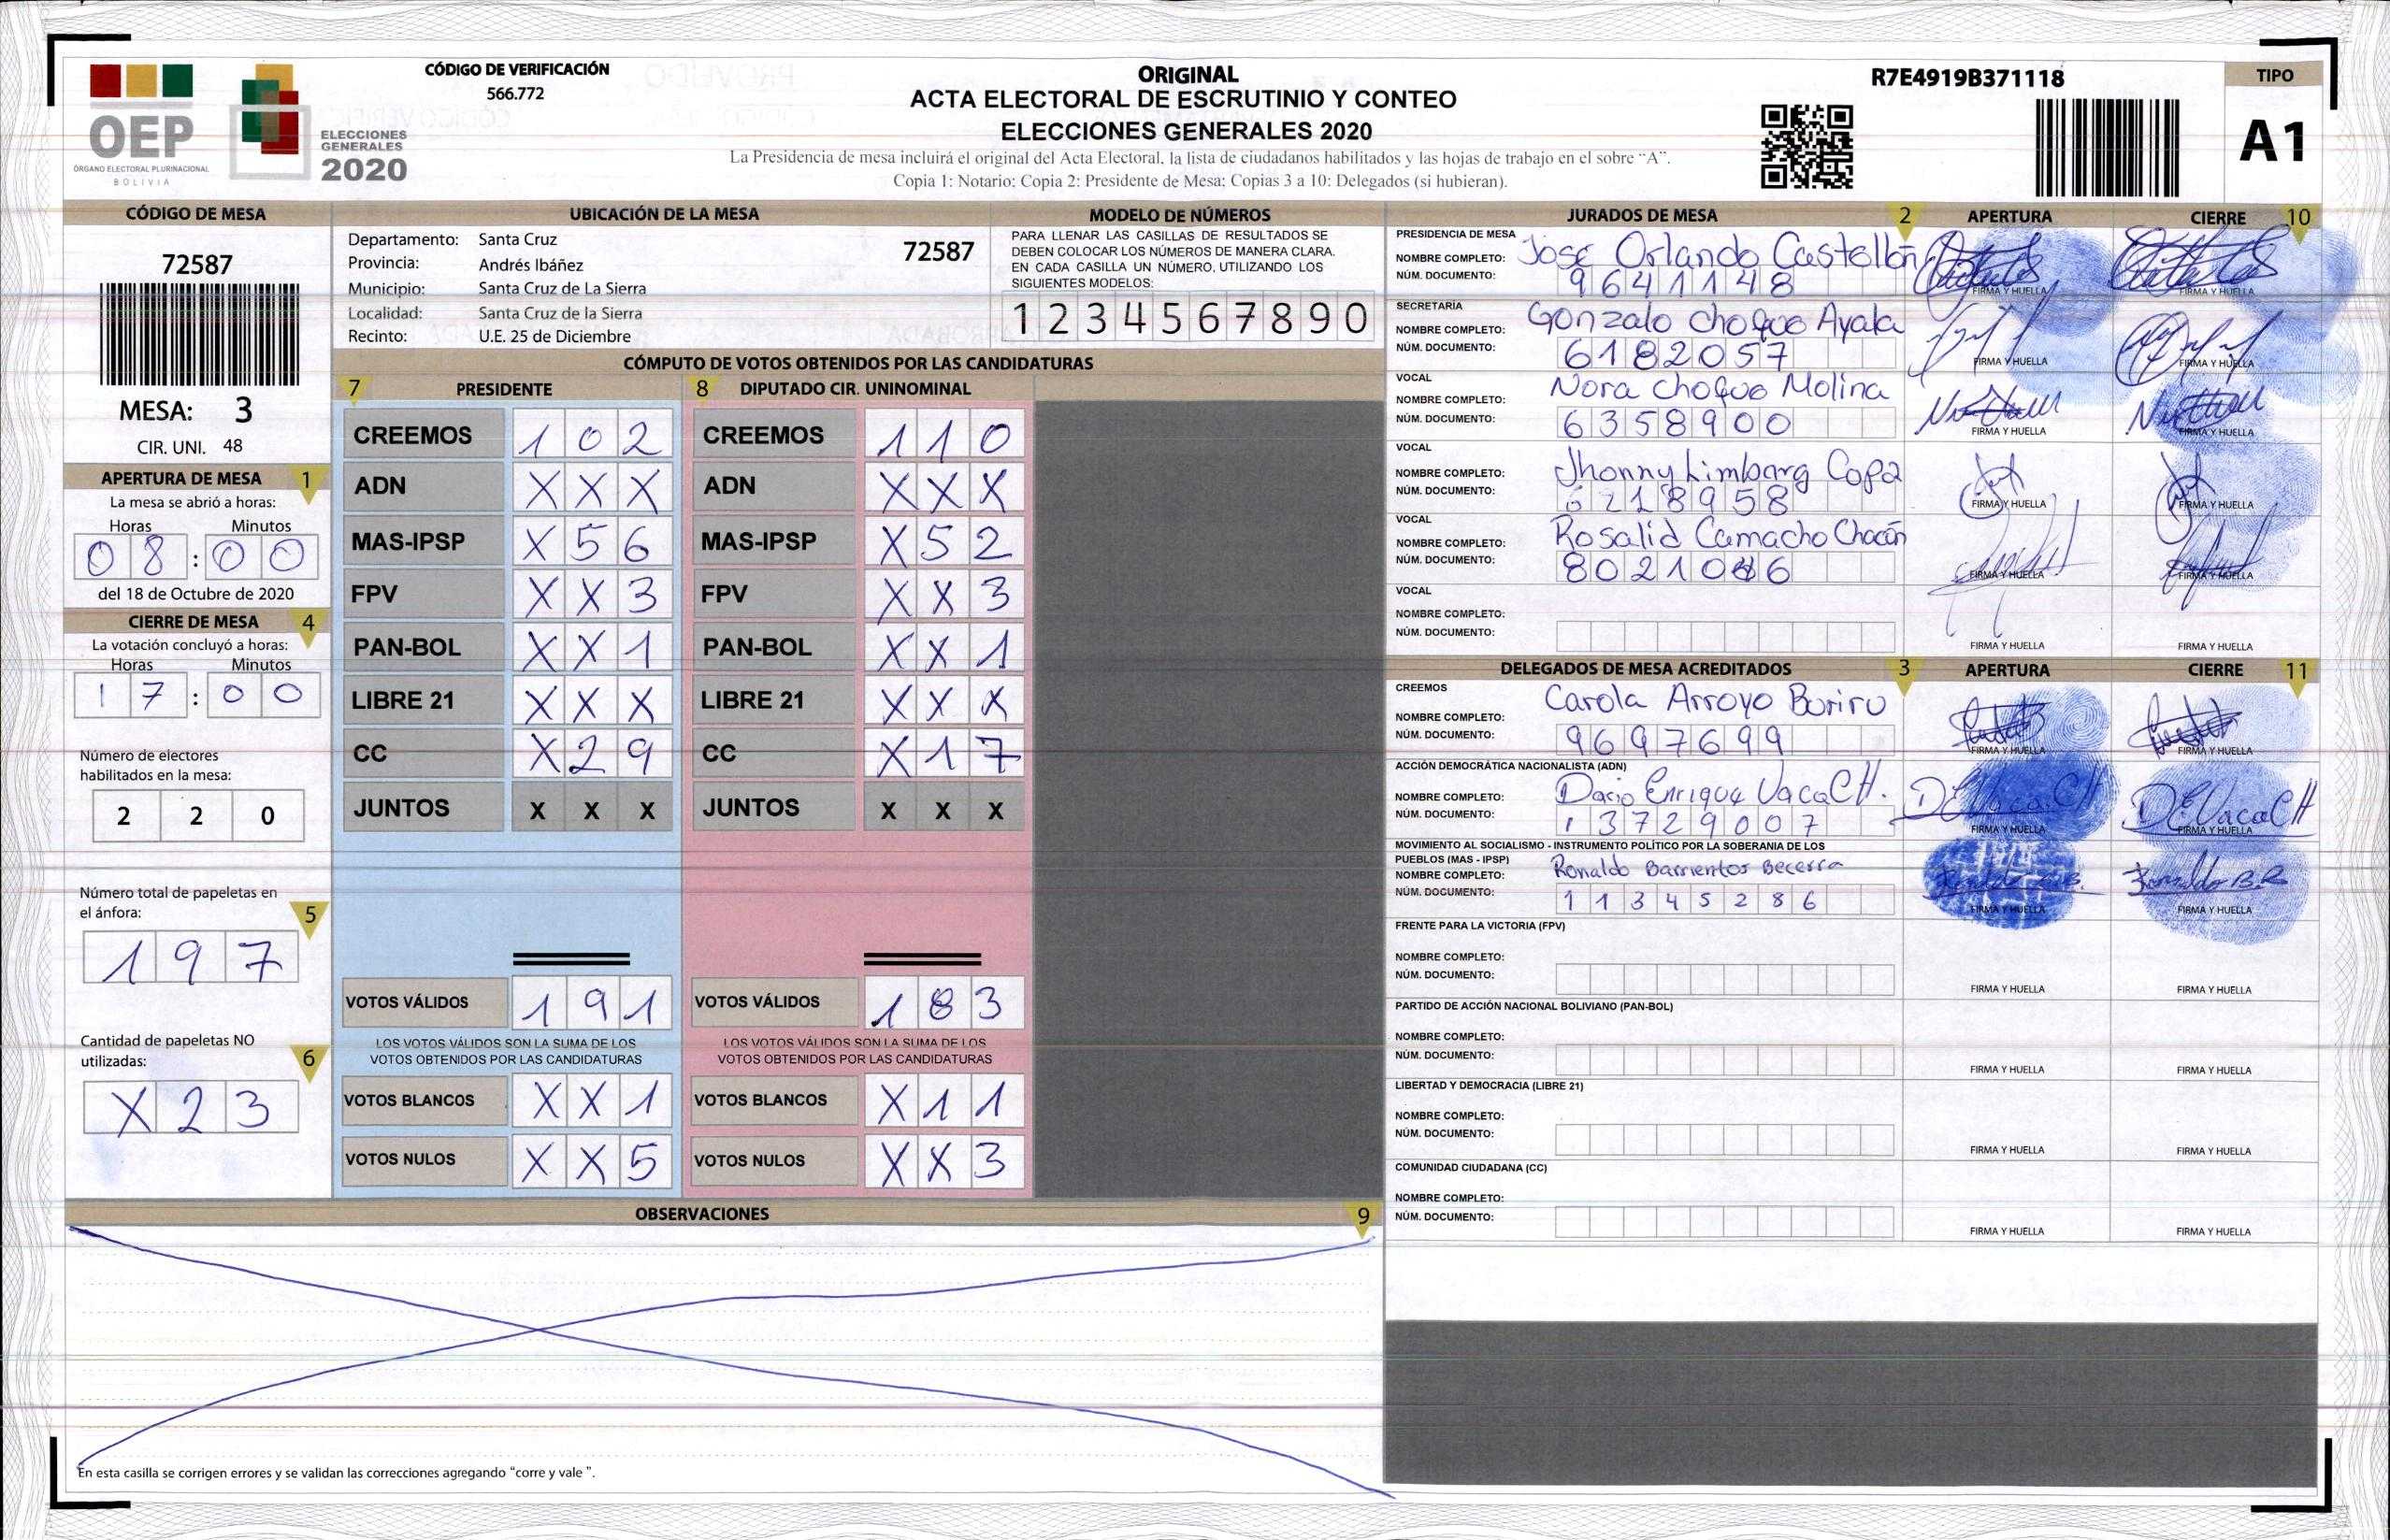 CÓDIGO DE VERIFICACIÓN
566.772
OEP
ÓRGANO ELECTORAL PLURINACIONAL
BOLIVIA
ELECCIONES
GENERALES
2020
ORIGINAL
ACTA ELECTORAL DE ESCRUTINIO Y CONTEO
ELECCIONES GENERALES 2020
La Presidencia de mesa incluirá el original del Acta Electoral, la lista de ciudadanos habilitados y las hojas de trabajo en el sobre "A".
Copia 1: Notario; Copia 2: Presidente de Mesa; Copias 3 a 10: Delegados (si hubieran).
R7E4919B371118
TIPO
A1
CÓDIGO DE MESA
72587
MESA: 3
CIR. UNI. 48
APERTURA DE MESA 1
La mesa se abrió a horas:
Horas Minutos
0 8 : 0 0
del 18 de Octubre de 2020
CIERRE DE MESA 4
La votación concluyó a horas:
Horas Minutos
1 7 : 0 0
Número de electores
habilitados en la mesa:
2 2 0
Número total de papeletas en
el ánfora: 5
1 9 7
Cantidad de papeletas NO
utilizadas: 6
X 2 3
UBICACIÓN DE LA MESA
Departamento: Santa Cruz 72587
Provincia: Andrés Ibáñez
Municipio: Santa Cruz de La Sierra
Localidad: Santa Cruz de la Sierra
Recinto: U.E. 25 de Diciembre
MODELO DE NÚMEROS
PARA LLENAR LAS CASILLAS DE RESULTADOS SE
DEBEN COLOCAR LOS NÚMEROS DE MANERA CLARA.
EN CADA CASILLA UN NÚMERO, UTILIZANDO LOS
SIGUIENTES MODELOS:
1 2 3 4 5 6 7 8 9 0
CÓMPUTO DE VOTOS OBTENIDOS POR LAS CANDIDATURAS
7 PRESIDENTE
CREEMOS 1 0 2
ADN X X X
MAS-IPSP X 5 6
FPV X X 3
PAN-BOL X X 1
LIBRE 21 X X X
CC X 2 9
JUNTOS X X X
VOTOS VÁLIDOS 1 9 1
LOS VOTOS VÁLIDOS SON LA SUMA DE LOS
VOTOS OBTENIDOS POR LAS CANDIDATURAS
VOTOS BLANCOS X X 1
VOTOS NULOS X X 5
8 DIPUTADO CIR. UNINOMINAL
CREEMOS 1 1 0
ADN X X X
MAS-IPSP X 5 2
FPV X X 3
PAN-BOL X X 1
LIBRE 21 X X X
CC X 1 7
JUNTOS X X X
VOTOS VÁLIDOS 1 8 3
LOS VOTOS VÁLIDOS SON LA SUMA DE LOS
VOTOS OBTENIDOS POR LAS CANDIDATURAS
VOTOS BLANCOS X 1 1
VOTOS NULOS X X 3
OBSERVACIONES 9
En esta casilla se corrigen errores y se validan las correcciones agregando "corre y vale ".
JURADOS DE MESA 2 APERTURA CIERRE 10
PRESIDENCIA DE MESA
NOMBRE COMPLETO: Jose Orlando Castellón
NÚM. DOCUMENTO: 9641148
FIRMA Y HUELLA FIRMA Y HUELLA
SECRETARÍA
NOMBRE COMPLETO: Gonzalo Choque Ayala
NÚM. DOCUMENTO: 6182057
FIRMA Y HUELLA FIRMA Y HUELLA
VOCAL
NOMBRE COMPLETO: Nora Choque Molina
NÚM. DOCUMENTO: 6358900
FIRMA Y HUELLA FIRMA Y HUELLA
VOCAL
NOMBRE COMPLETO: Jhonny Limbarg Copa
NÚM. DOCUMENTO: 6218958
FIRMA Y HUELLA FIRMA Y HUELLA
VOCAL
NOMBRE COMPLETO: Rosalid Camacho Chacón
NÚM. DOCUMENTO:
FIRMA Y HUELLA FIRMA Y HUELLA
VOCAL
NOMBRE COMPLETO:
NÚM. DOCUMENTO:
FIRMA Y HUELLA FIRMA Y HUELLA
DELEGADOS DE MESA ACREDITADOS 3 APERTURA CIERRE 11
CREEMOS
NOMBRE COMPLETO: Carola Arroyo Buriru
NÚM. DOCUMENTO: 9697699
FIRMA Y HUELLA FIRMA Y HUELLA
ACCIÓN DEMOCRÁTICA NACIONALISTA (ADN)
NOMBRE COMPLETO: Dario Enrique Vaca CH. D.E.Vaca CH
NÚM. DOCUMENTO: 13729007
FIRMA Y HUELLA FIRMA Y HUELLA
MOVIMIENTO AL SOCIALISMO - INSTRUMENTO POLÍTICO POR LA SOBERANIA DE LOS
PUEBLOS (MAS - IPSP)
NOMBRE COMPLETO: Ronaldo Barrientos Becerra Ronaldo B.B
NÚM. DOCUMENTO: 11345286
FIRMA Y HUELLA FIRMA Y HUELLA
FRENTE PARA LA VICTORIA (FPV)
NOMBRE COMPLETO:
NÚM. DOCUMENTO:
FIRMA Y HUELLA FIRMA Y HUELLA
PARTIDO DE ACCIÓN NACIONAL BOLIVIANO (PAN-BOL)
NOMBRE COMPLETO:
NÚM. DOCUMENTO:
FIRMA Y HUELLA FIRMA Y HUELLA
LIBERTAD Y DEMOCRACIA (LIBRE 21)
NOMBRE COMPLETO:
NÚM. DOCUMENTO:
FIRMA Y HUELLA FIRMA Y HUELLA
COMUNIDAD CIUDADANA (CC)
NOMBRE COMPLETO:
NÚM. DOCUMENTO:
FIRMA Y HUELLA FIRMA Y HUELLA